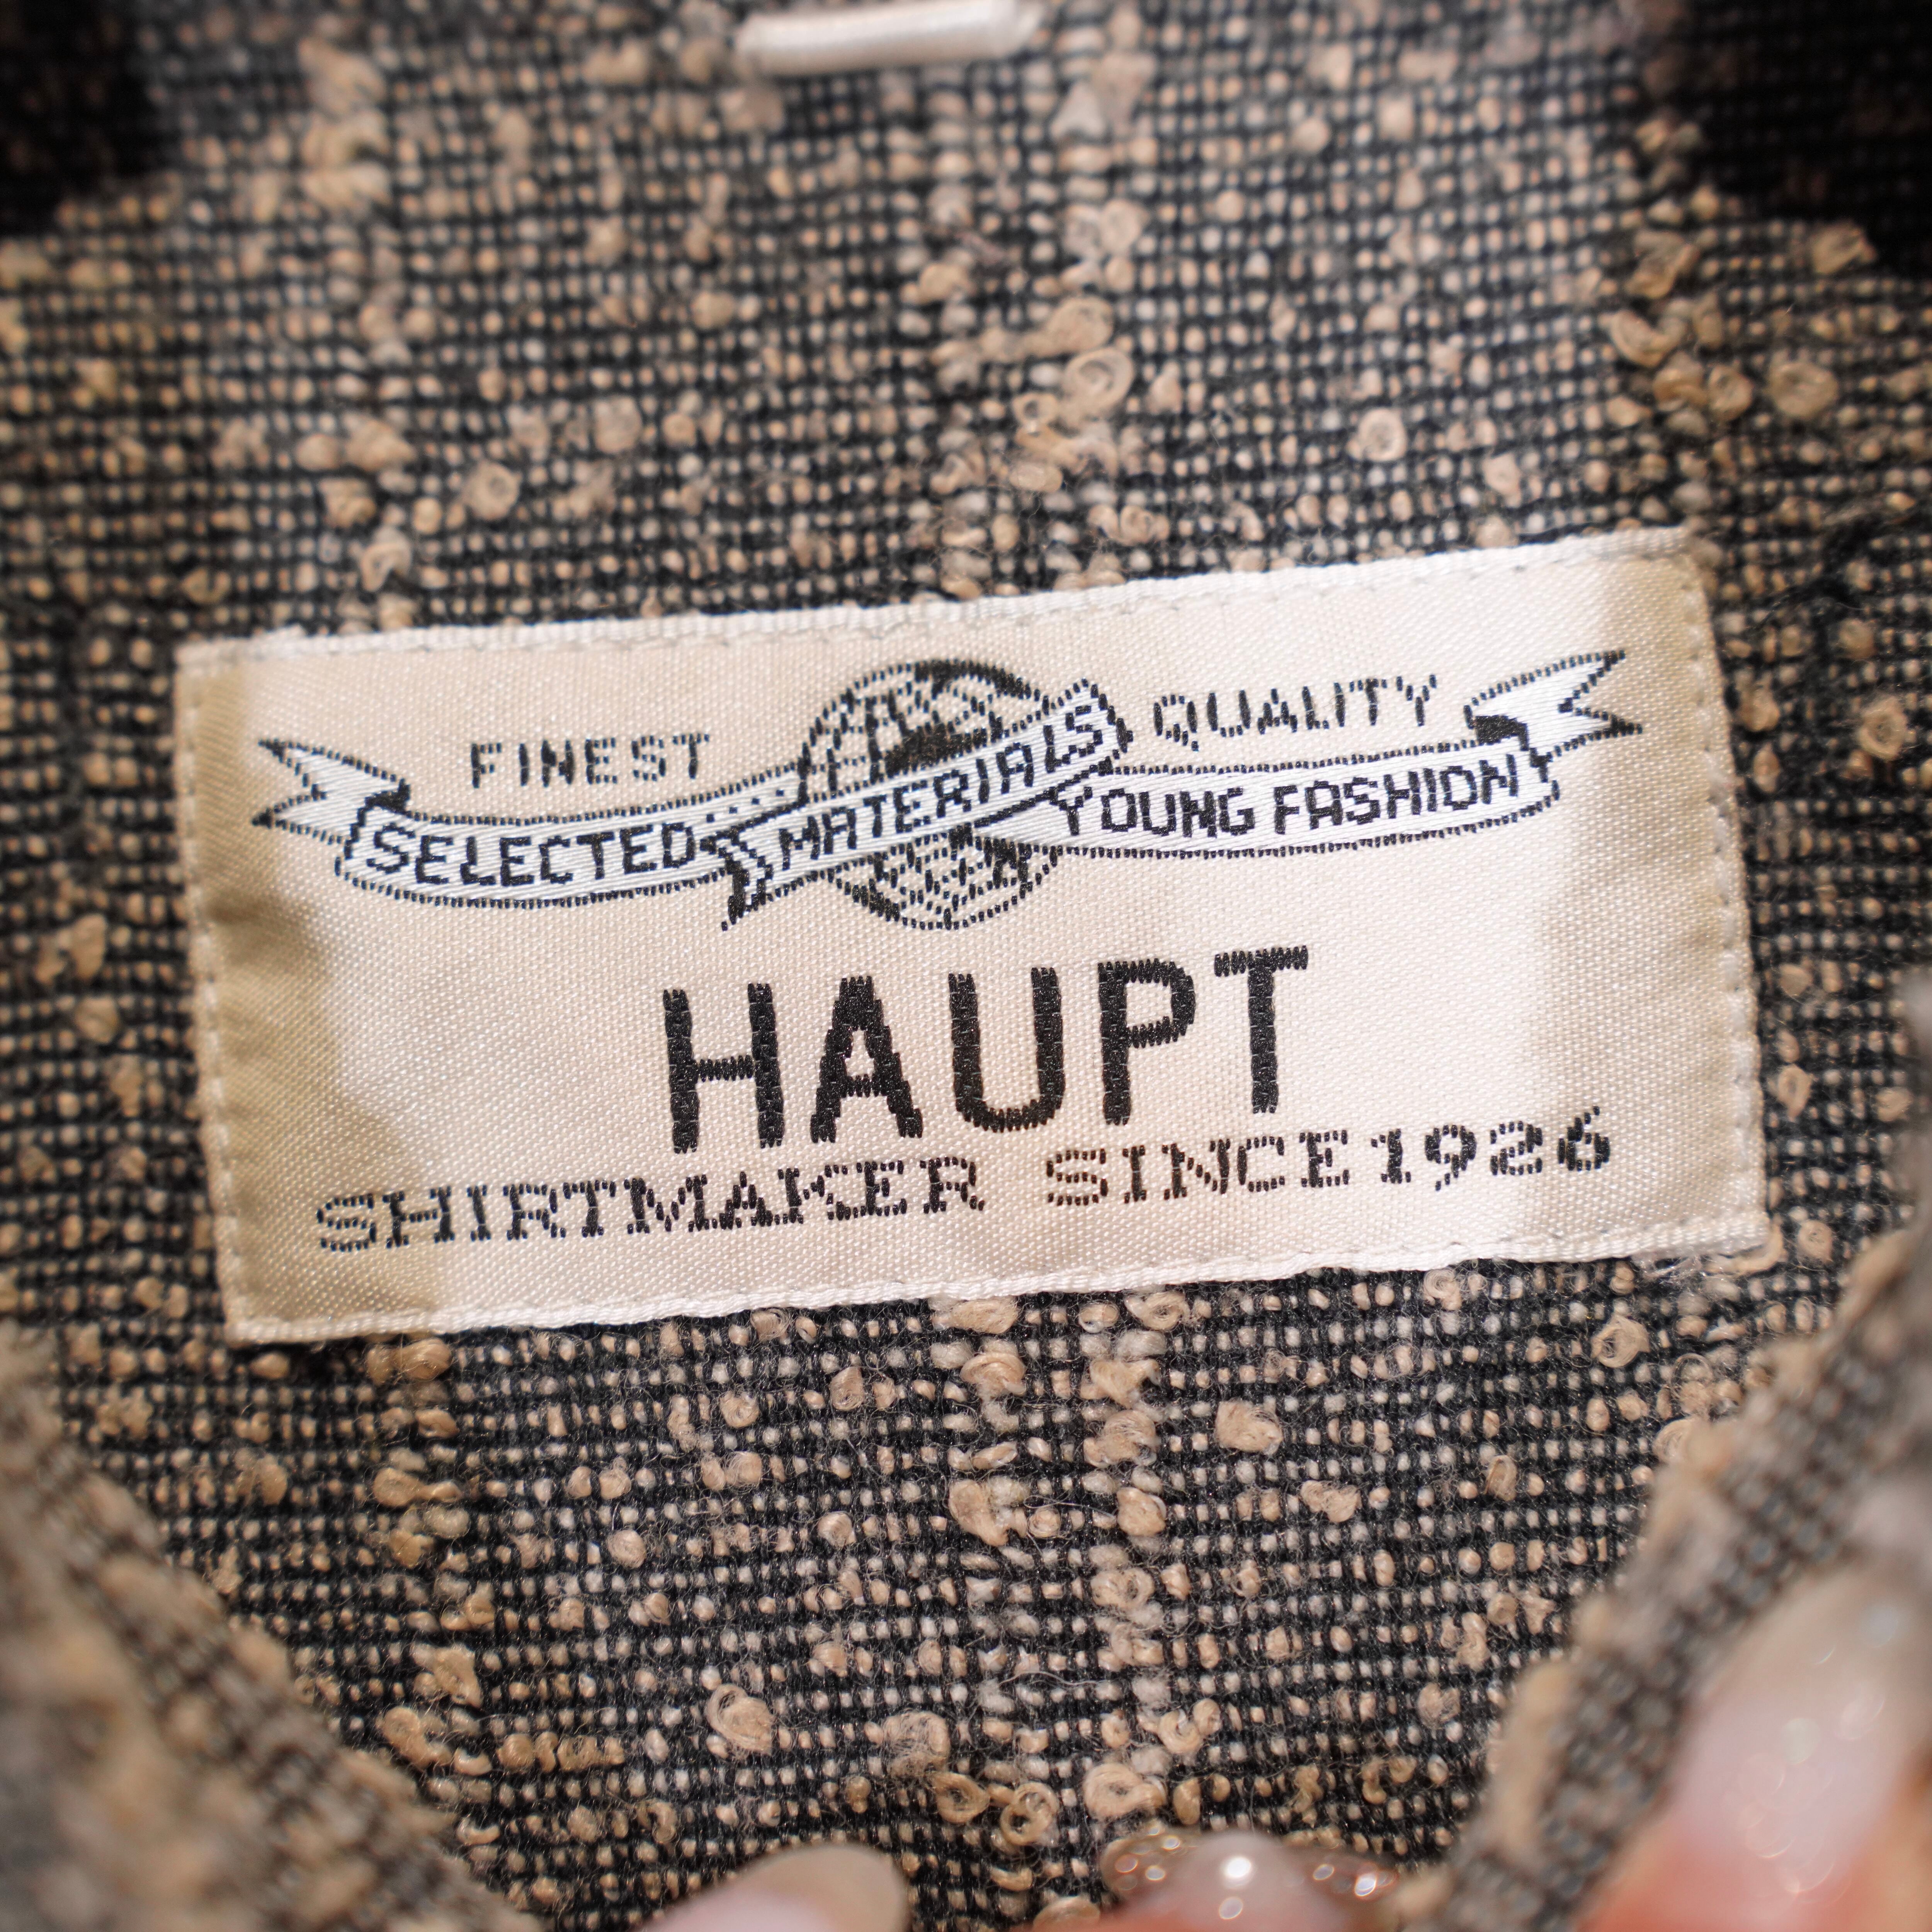 FINEST QUALITY
SELECTED MATERIALS YOUNG FASHION
HAUPT
SHIRTMAKER SINCE 1926